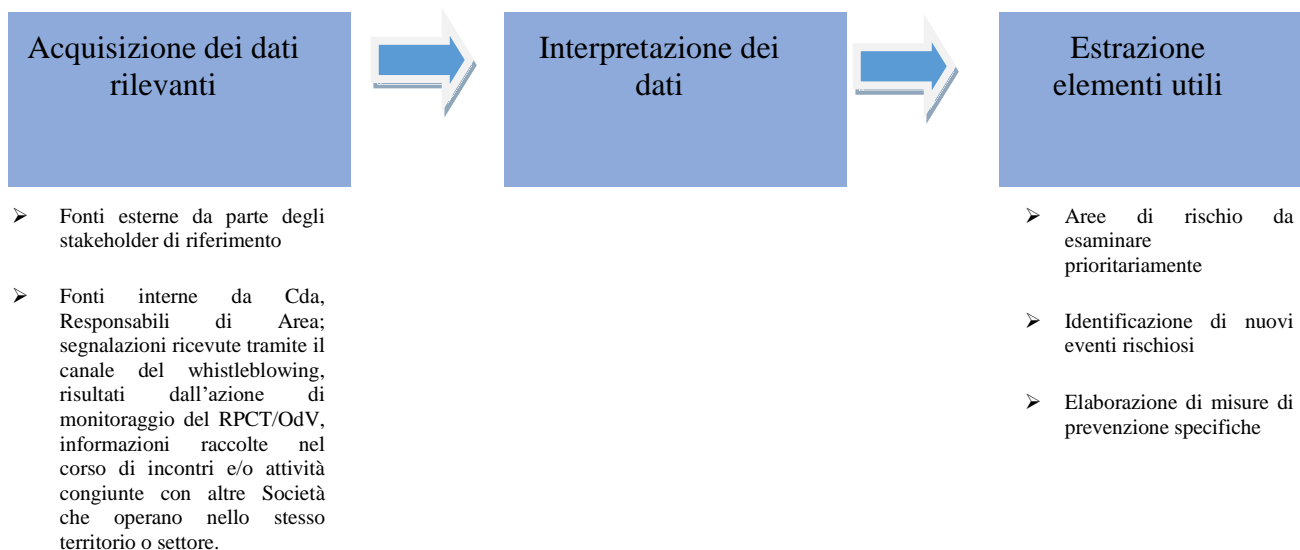 Acquisizione dei dati
rilevanti
Interpretazione dei
dati
Estrazione
elementi utili
➢ Fonti esterne da parte degli
stakeholder di riferimento
➢ Fonti interne da Cda,
Responsabili di Area;
segnalazioni ricevute tramite il
canale del whistleblowing,
risultati dall’azione di
monitoraggio del RPCT/OdV,
informazioni raccolte nel
corso di incontri e/o attività
congiunte con altre Società
che operano nello stesso
territorio o settore.
➢ Aree di rischio da
esaminare
prioritariamente
➢ Identificazione di nuovi
eventi rischiosi
➢ Elaborazione di misure di
prevenzione specifiche